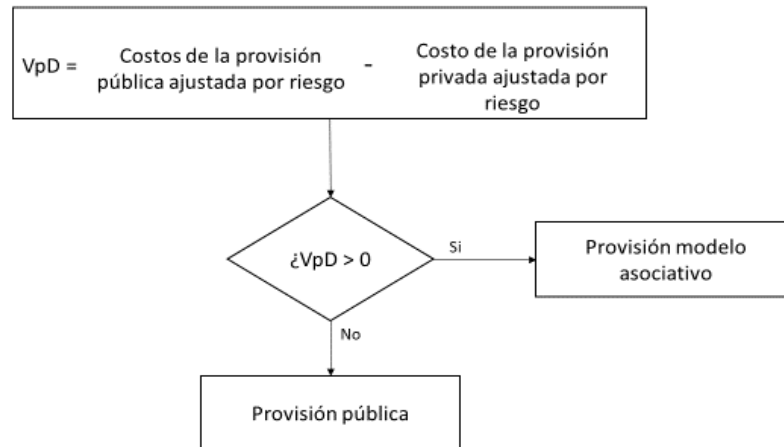 VpD = Costos de la provisión pública ajustada por riesgo - Costo de la provisión privada ajustada por riesgo
¿VpD > 0
Si
Provisión modelo
asociativo
No
Provisión pública